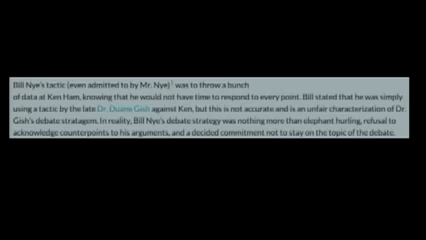 Bill Nye's tactic (even admitted to by Mr. Nye)¹ was to throw a bunch
of data at Ken Ham, knowing that he would not have time to respond to every point. Bill stated that he was simply
using a tactic by the late Dr. Duane Gish against Ken, but this is not accurate and is an unfair characterization of Dr.
Gish's debate stratagem. In reality, Bill Nye's debate strategy was nothing more than elephant hurling, refusal to
acknowledge counterpoints to his arguments, and a decided commitment not to stay on the topic of the debate.